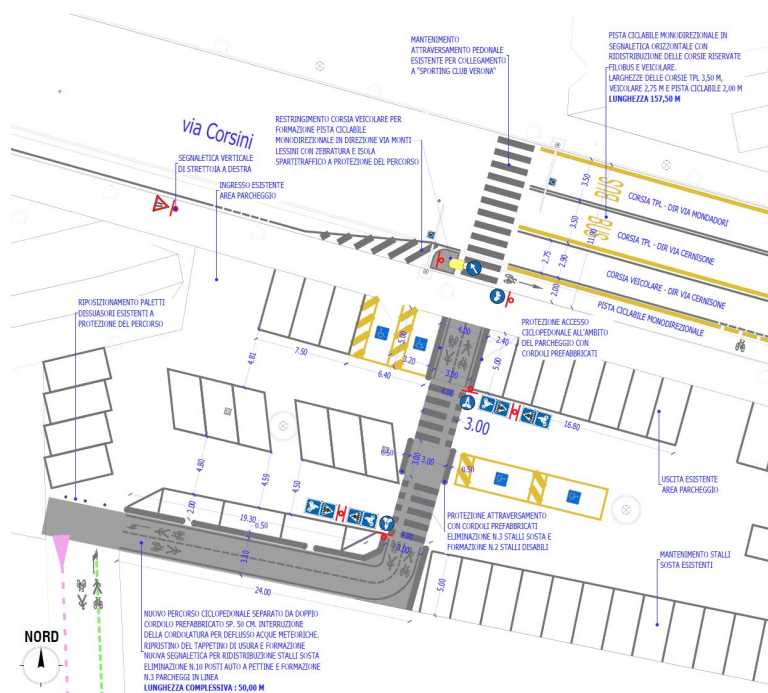 MANTENIMENTO
ATTRAVERSAMENTO PEDONALE
ESISTENTE PER COLLEGAMENTO
A "SPORTING CLUB VERONA"
PISTA CICLABILE MONODIREZIONALE IN
SEGNALETICA ORIZZONTALE CON
RIDISTRIBUZIONE DELLE CORSIE RISERVATE
FILOBUS E VEICOLARE.
LARGHEZZE DELLE CORSIE TPL 3,50 M,
VEICOLARE 2,75 M E PISTA CICLABILE 2,00 M
LUNGHEZZA 157,50 M
via Corsini
RESTRINGIMENTO CORSIA VEICOLARE PER
FORMAZIONE PISTA CICLABILE
MONODIREZIONALE IN DIREZIONE VIA MONTI
LESSINI CON ZEBRATURA E ISOLA
SPARTITRAFFICO A PROTEZIONE DEL PERCORSO
SEGNALETICA VERTICALE
DI STRETTOIA A DESTRA
INGRESSO ESISTENTE
AREA PARCHEGGIO
3.50
BUS
CORSIA TPL - DIR VIA MONDADORI
3.50
11.90
BUS
CORSIA TPL - DIR VIA CERNISONE
2.75
2.90
CORSIA VEICOLARE - DIR VIA CERNISONE
2.00
PISTA CICLABILE MONODIREZIONALE
RIPOSIZIONAMENTO PALETTI
DISSUASORI ESISTENTI A
PROTEZIONE DEL PERCORSO
PROTEZIONE ACCESSO
CICLOPEDONALE ALL'AMBITO
DEL PARCHEGGIO CON
CORDOLI PREFABBRICATI
4.00
2.40
5.00
5.00
7.50
3.20
6.40
3.00
4.00
4.81
3.00
16.80
USCITA ESISTENTE
AREA PARCHEGGIO
4.80
4.59
4.50
0.50
3.00
3.00
0.50
PROTEZIONE ATTRAVERSAMENTO
CON CORDOLI PREFABBRICATI
ELIMINAZIONE N.3 STALLI SOSTA E
FORMAZIONE N.2 STALLI DISABILI
2.00
19.30
0.50
3.10
3.00
24.00
5.00
MANTENIMENTO STALLI
SOSTA ESISTENTI
NUOVO PERCORSO CICLOPEDONALE SEPARATO DA DOPPIO
CORDOLO PREFABBRICATO SP. 50 CM. INTERRUZIONE
DELLA CORDOLATURA PER DEFLUSSO ACQUE METEORICHE.
RIPRISTINO DEL TAPPETINO DI USURA E FORMAZIONE
NUOVA SEGNALETICA PER RIDISTRIBUZIONE STALLI SOSTA
ELIMINAZIONE N.10 POSTI AUTO A PETTINE E FORMAZIONE
N.3 PARCHEGGI IN LINEA
LUNGHEZZA COMPLESSIVA : 50,00 M
NORD